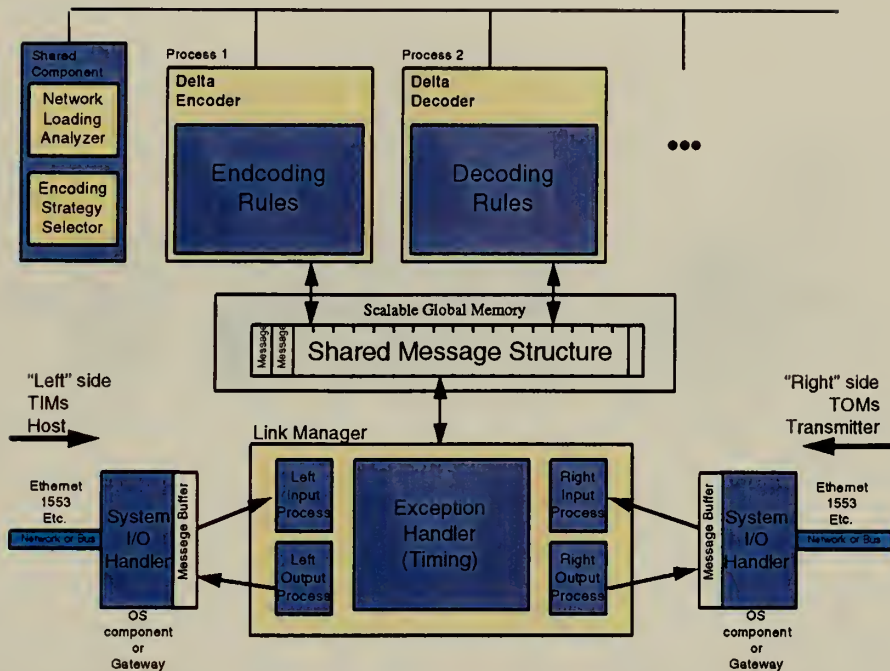 Shared
Component
Network
Loading
Analyzer
Encoding
Strategy
Selector
Process 1
Delta
Encoder
Endcoding
Rules
Process 2
Delta
Decoder
Decoding
Rules
•••
Scalable Global Memory
Message
Message
Shared Message Structure
"Left" side
TIMs
Host
"Right" side
TOMs
Transmitter
Link Manager
Left
Input
Process
Left
Output
Process
Exception
Handler
(Timing)
Right
Input
Process
Right
Output
Process
Ethernet
1553
Etc.
Network or Bus
System
I/O
Handler
Message Buffer
OS
component
or
Gateway
Message Buffer
System
I/O
Handler
Ethernet
1553
Etc.
Network or Bus
OS
component
or
Gateway